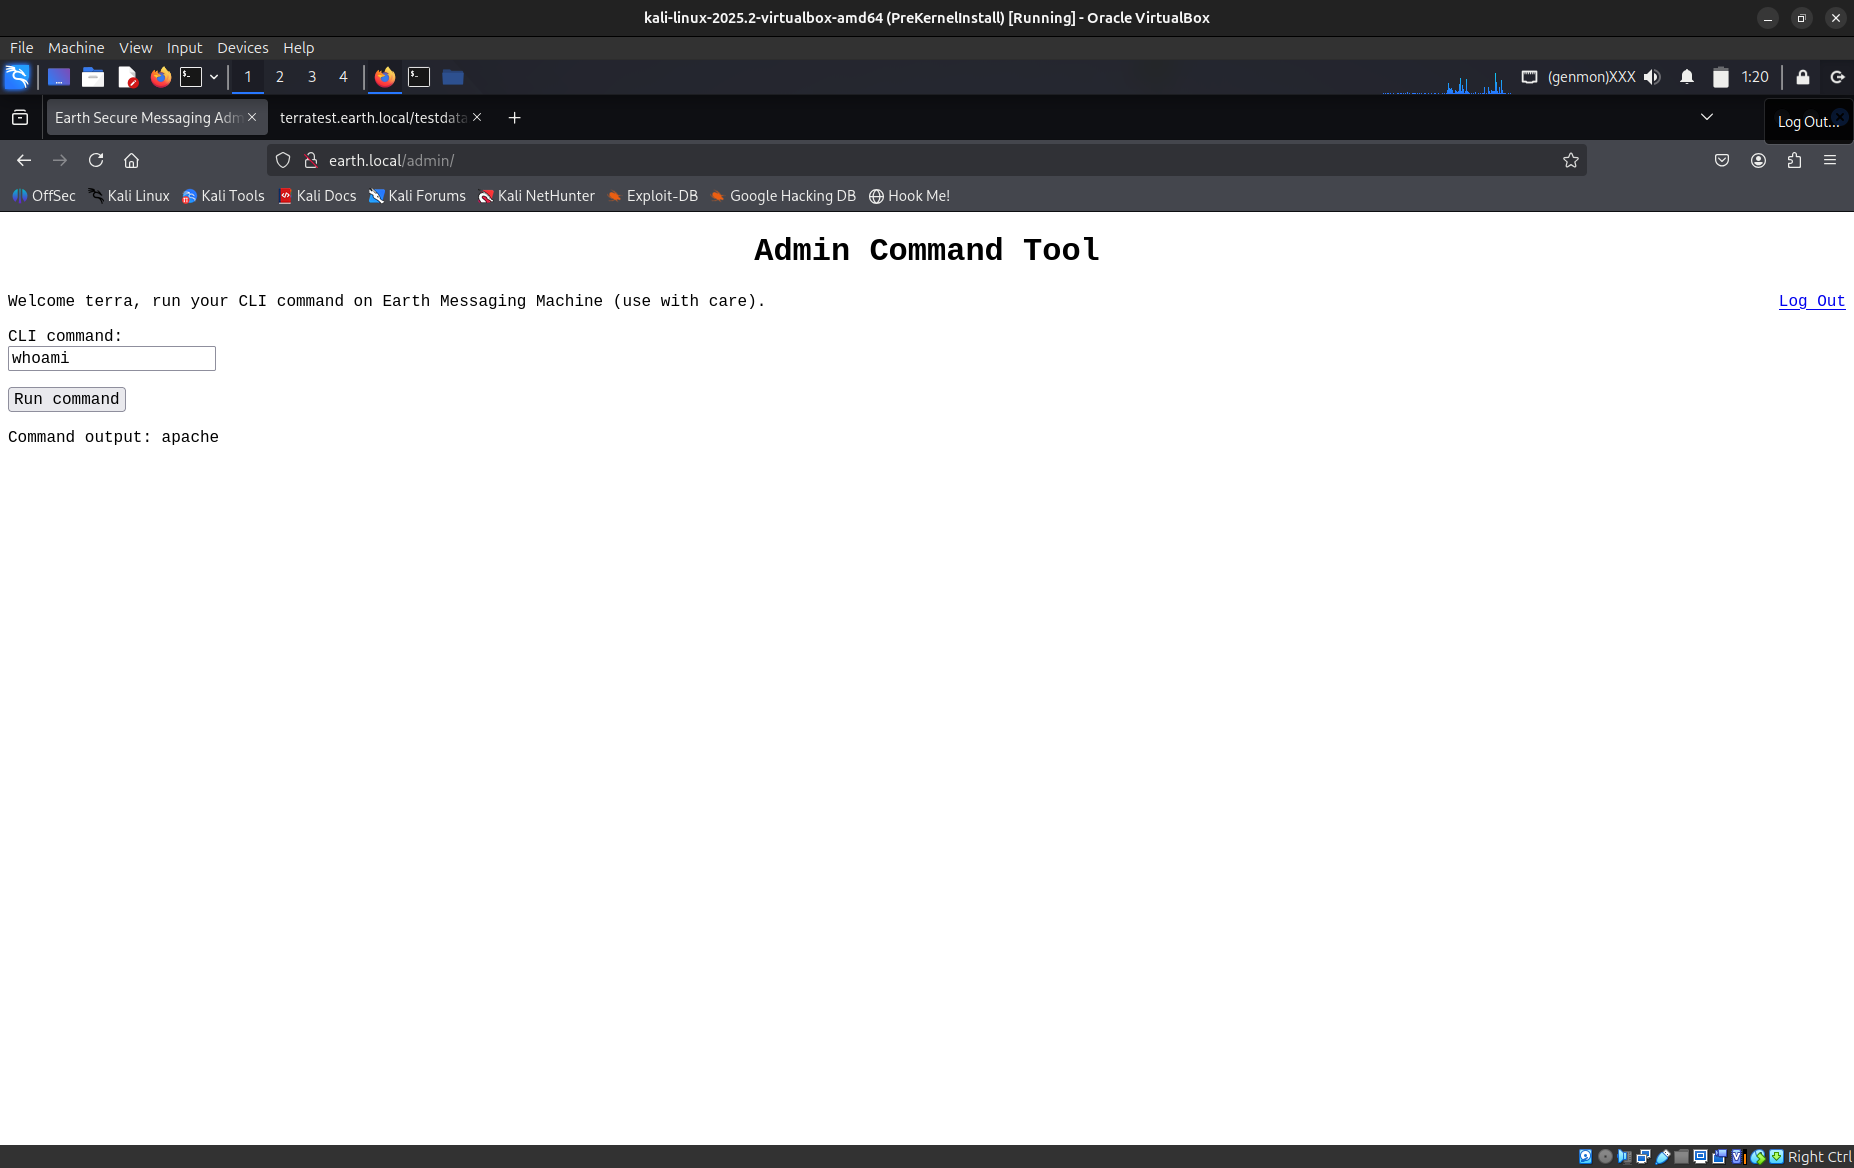 kali-linux-2025.2-virtualbox-amd64 (PreKernelInstall) [Running] - Oracle VirtualBox
File Machine View Input Devices Help
1 2 3 4 (genmon)XXX 1:20
Earth Secure Messaging Adm terratest.earth.local/testdata Log Out...
earth.local/admin/
OffSec Kali Linux Kali Tools Kali Docs Kali Forums Kali NetHunter Exploit-DB Google Hacking DB Hook Me!
Admin Command Tool
Welcome terra, run your CLI command on Earth Messaging Machine (use with care). Log Out
CLI command:
whoami
Run command
Command output: apache
Right Ctrl